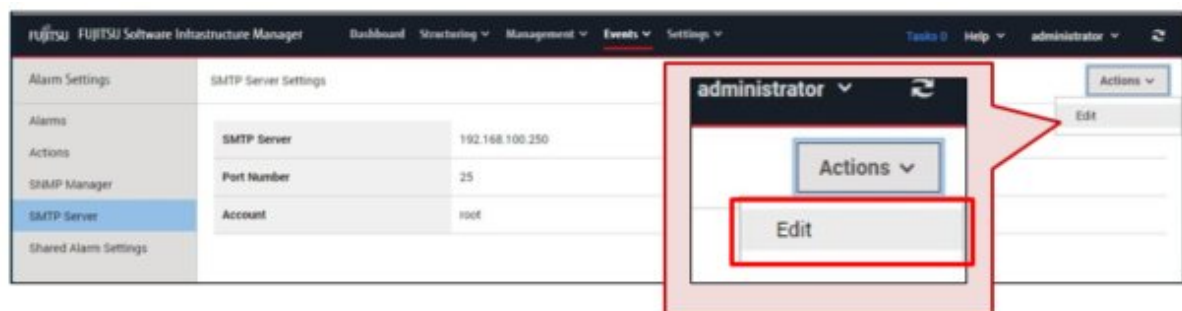 FUJITSU FUJITSU Software Infrastructure Manager Dashboard Structuring Management Events Settings Tasks 0 Help administrator
Alarm Settings SMTP Server Settings Actions
Edit
Alarms
Actions
SNMP Manager
SMTP Server
Shared Alarm Settings
SMTP Server 192.168.100.250
Port Number 25
Account root
administrator
Actions
Edit